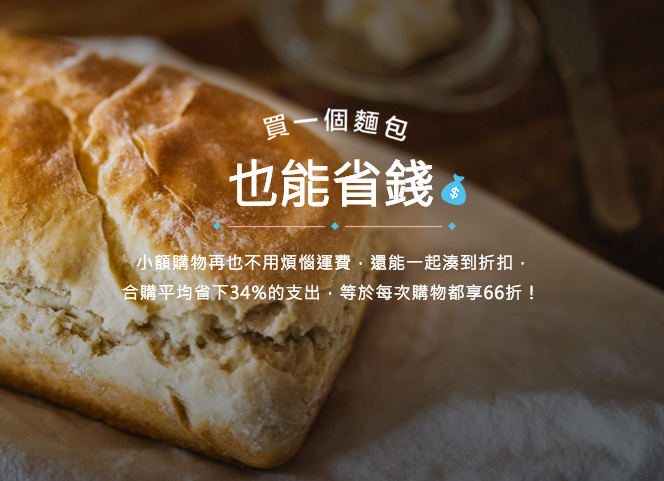 買一個麵包
也能省錢
小額購物再也不用煩惱運費，還能一起湊到折扣，
合購平均省下34%的支出，等於每次購物都享66折！